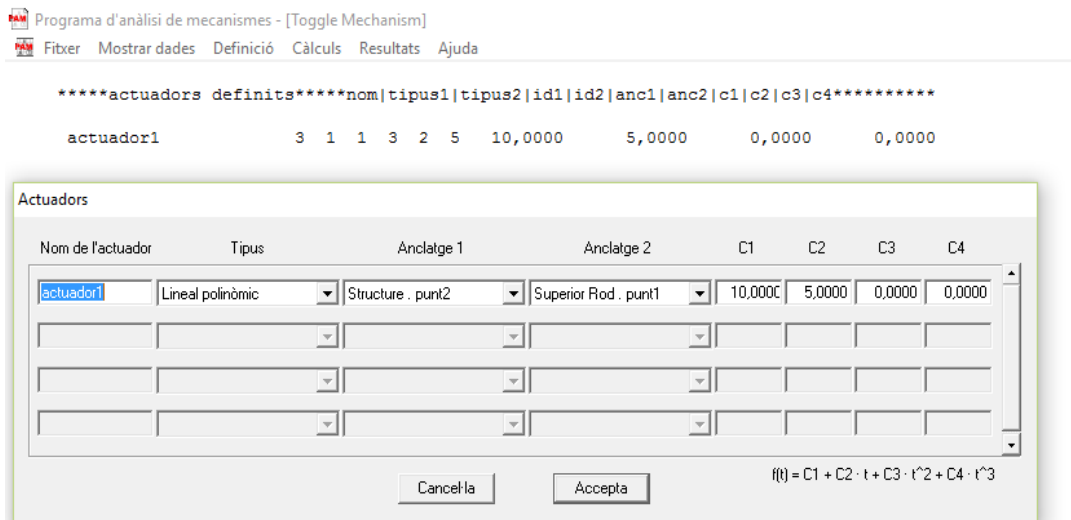 PAM Programa d'anàlisi de mecanismes - [Toggle Mechanism]
PAM Fitxer Mostrar dades Definició Càlculs Resultats Ajuda
*****actuadors definits*****nom|tipus1|tipus2|id1|id2|anc1|anc2|c1|c2|c3|c4**********
actuador1 3 1 1 3 2 5 10,0000 5,0000 0,0000 0,0000
Actuadors
Nom de l'actuador Tipus Anclatge 1 Anclatge 2 C1 C2 C3 C4
actuador1 Lineal polinòmic Structure . punt2 Superior Rod . punt1 10,0000 5,0000 0,0000 0,0000
f(t) = C1 + C2 · t + C3 · t^2 + C4 · t^3
Cancel·la Accepta